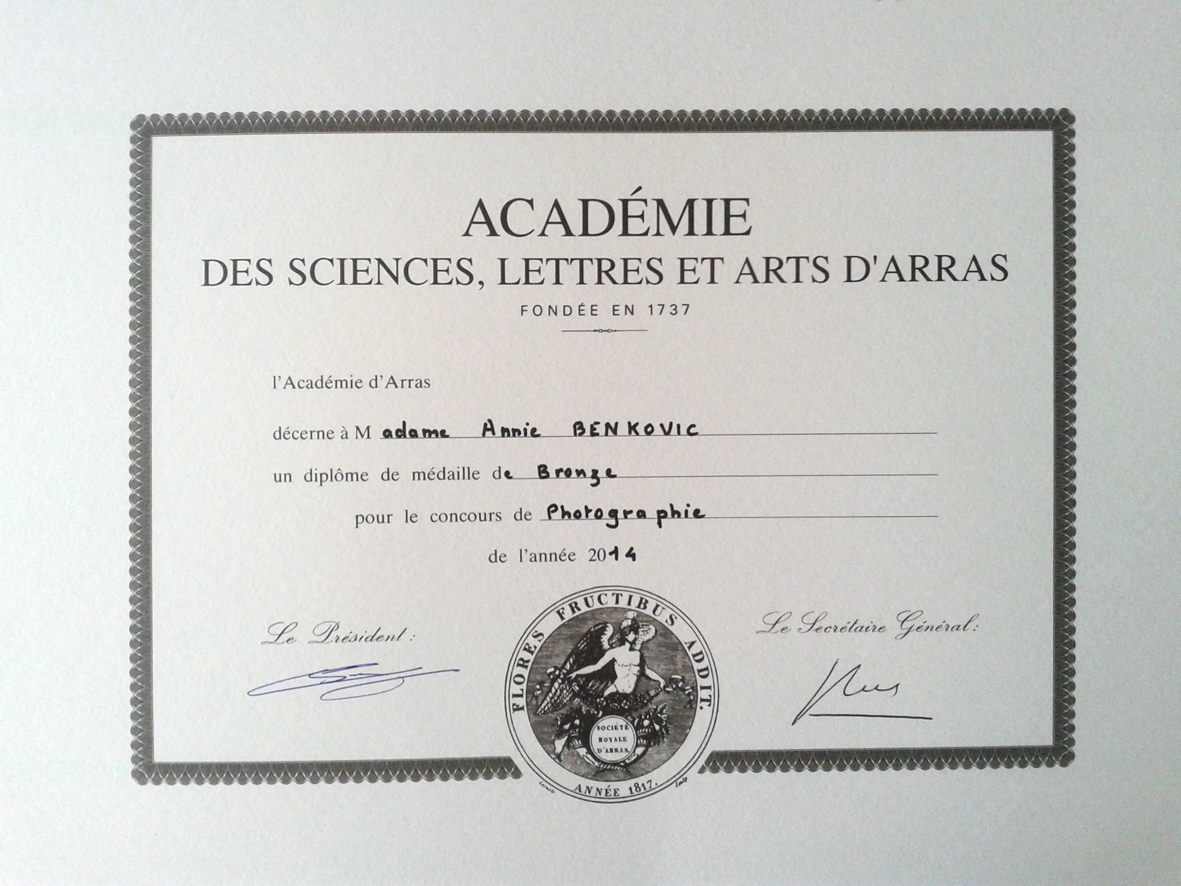 ACADÉMIE
DES SCIENCES, LETTRES ET ARTS D'ARRAS
FONDÉE EN 1737
l'Académie d'Arras
décerne à Madame Annie BENKOVIC
un diplôme de médaille de Bronze
pour le concours de Photographie
de l'année 2014
Le Président :
Le Secrétaire Général :
FLORES FRUCTIBUS ADDIT.
SOCIÉTÉ
ROYALE
D'ARRAS
ANNÉE 1817.